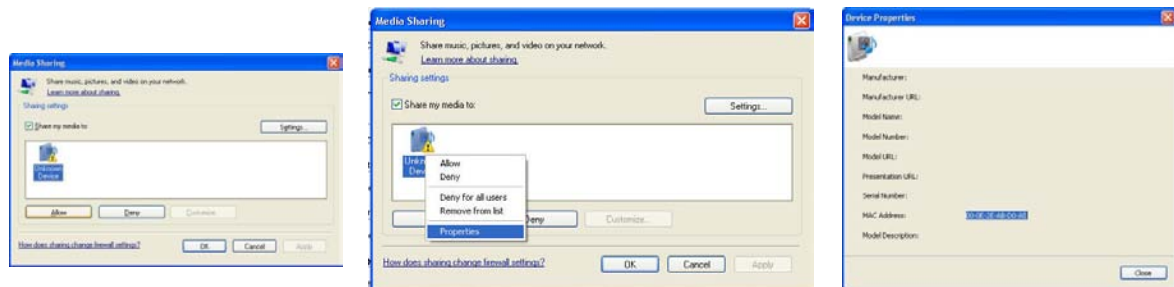 Media Sharing
Share music, pictures, and video on your network.
Learn more about sharing.
Sharing settings
Share my media to:
Settings...
Unknown
Device
Allow
Deny
Customize...
How does sharing change firewall settings?
OK
Cancel
Apply
Media Sharing
Share music, pictures, and video on your network.
Learn more about sharing.
Sharing settings
Share my media to:
Settings...
Allow
Deny
Deny for all users
Remove from list
Properties
Deny
Customize...
How does sharing change firewall settings?
OK
Cancel
Apply
Device Properties
Manufacturer:
Manufacturer URL:
Model Name:
Model Number:
Model URL:
Presentation URL:
Serial Number:
MAC Address:
Model Description:
Close